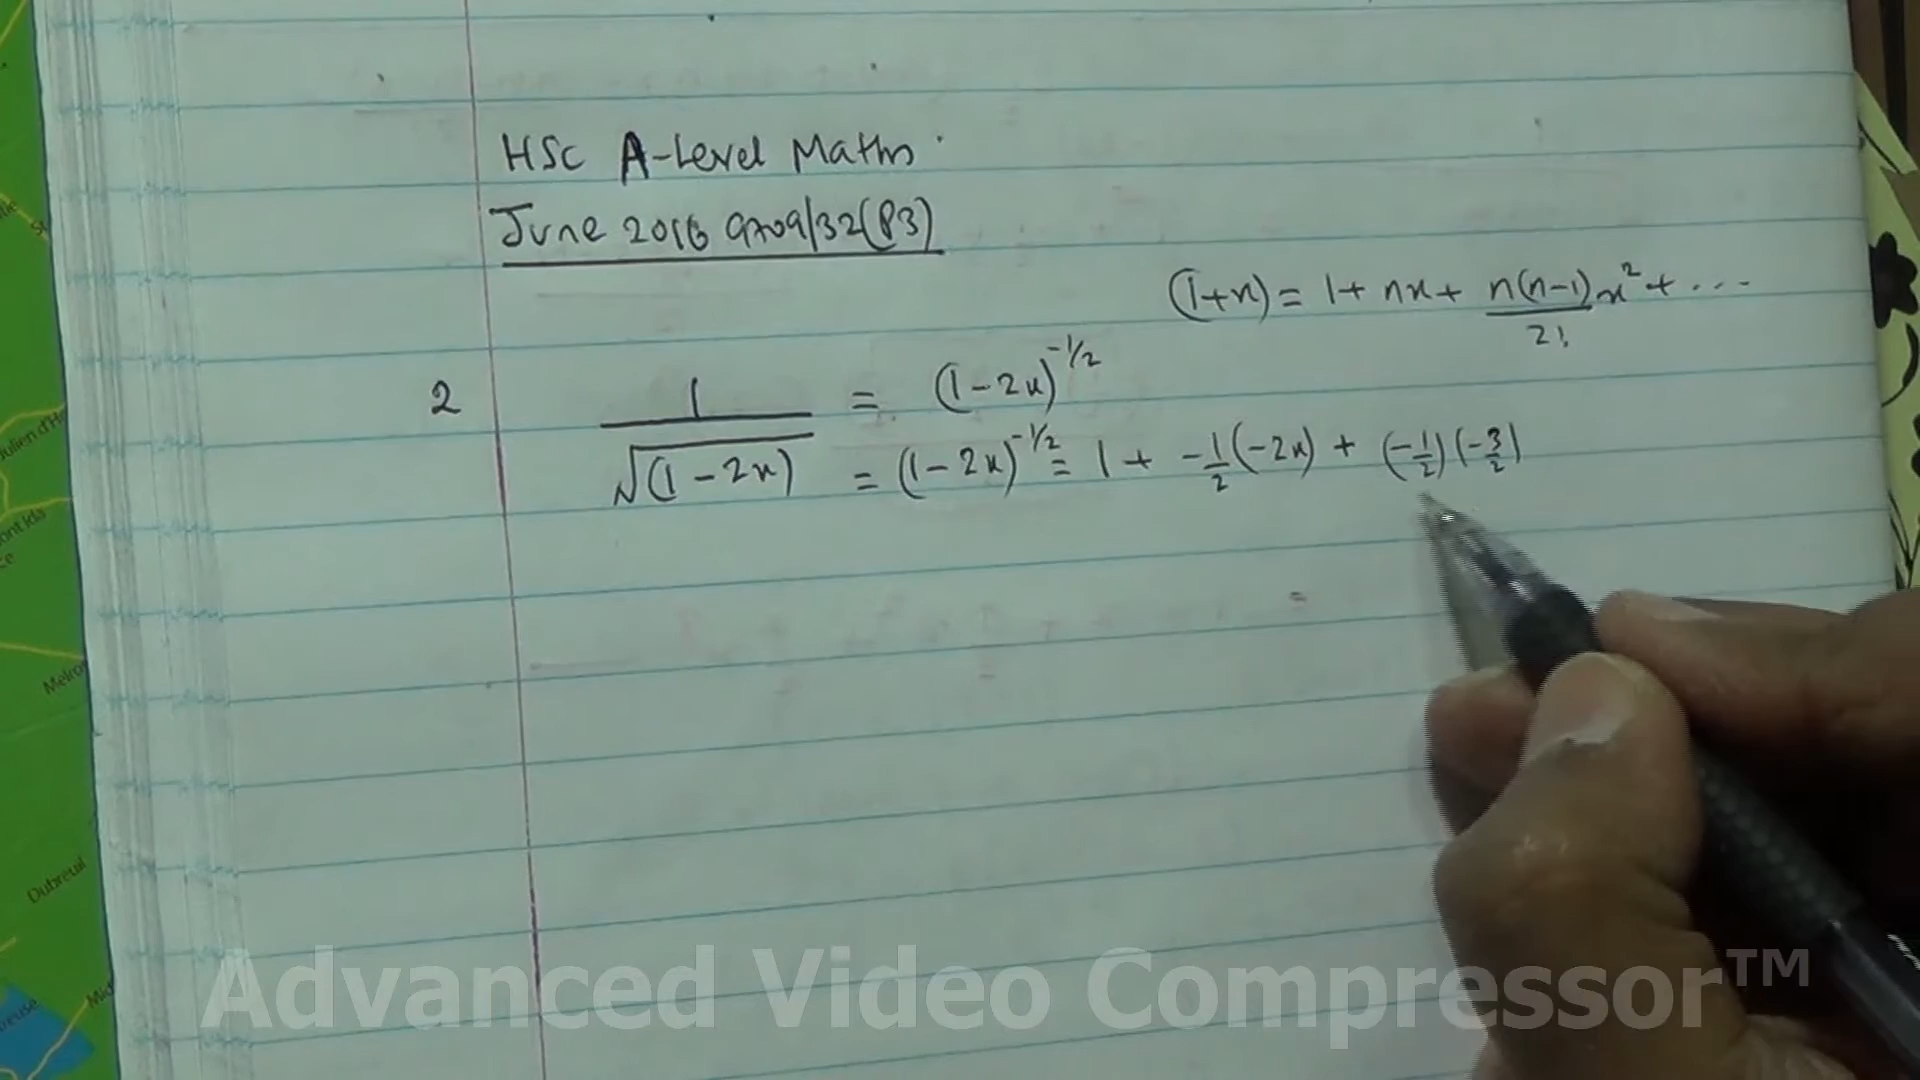 HSC A-Level Maths
June 2016 9709/32(P3)
(1+x) = 1 + nx + n(n-1)/2! x² + ...
2 1/√(1-2x) = (1-2x)^-1/2
= (1-2x)^-1/2 = 1 + -1/2(-2x) + (-1/2)(-3/2)
Dubreuil
Advanced Video Compressor™